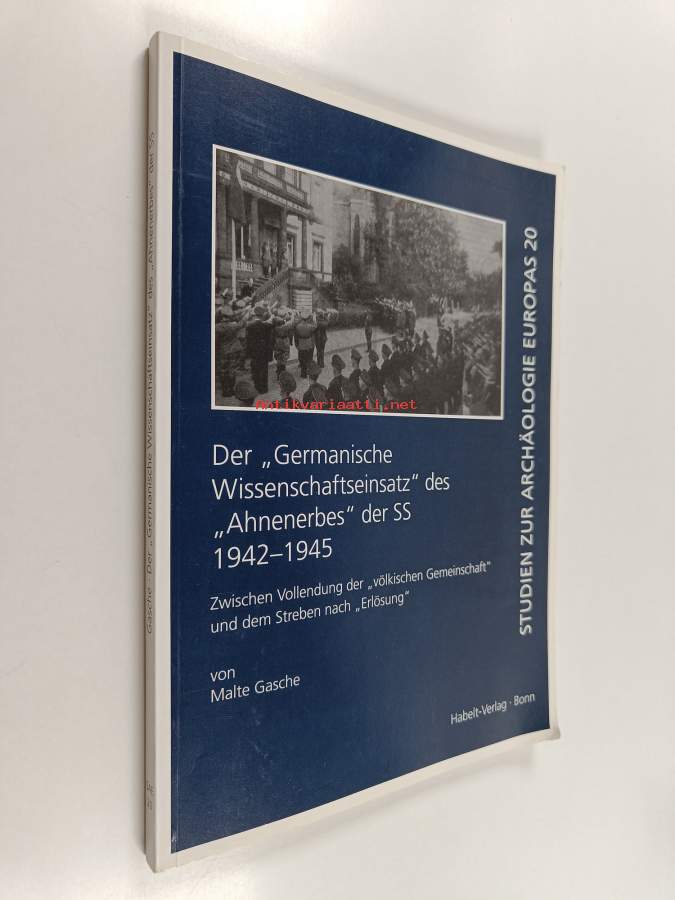 Gasche · Der „Germanische Wissenschaftseinsatz“ des „Ahnenerbes“ der SS
SAE
20
antikvariaatti.net
Der „Germanische
Wissenschaftseinsatz“ des
„Ahnenerbes“ der SS
1942–1945
Zwischen Vollendung der „völkischen Gemeinschaft“
und dem Streben nach „Erlösung“
von
Malte Gasche
Habelt-Verlag · Bonn
STUDIEN ZUR ARCHÄOLOGIE EUROPAS 20